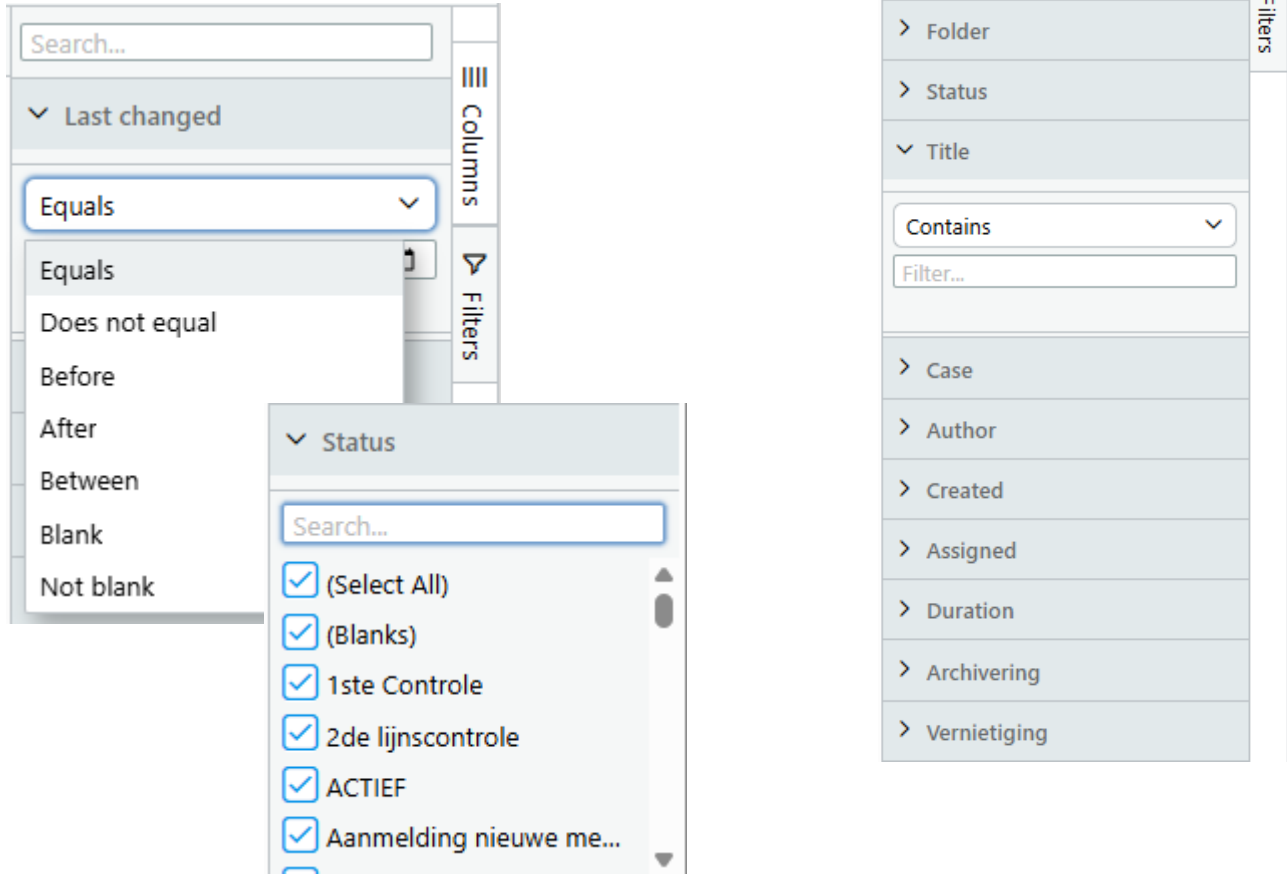 Search...
Last changed
Equals
Equals
Does not equal
Before
After
Between
Blank
Not blank
Columns
Filters
Status
Search...
(Select All)
(Blanks)
1ste Controle
2de lijnscontrole
ACTIEF
Aanmelding nieuwe me...
Folder
Status
Title
Contains
Filter...
Case
Author
Created
Assigned
Duration
Archivering
Vernietiging
Filters